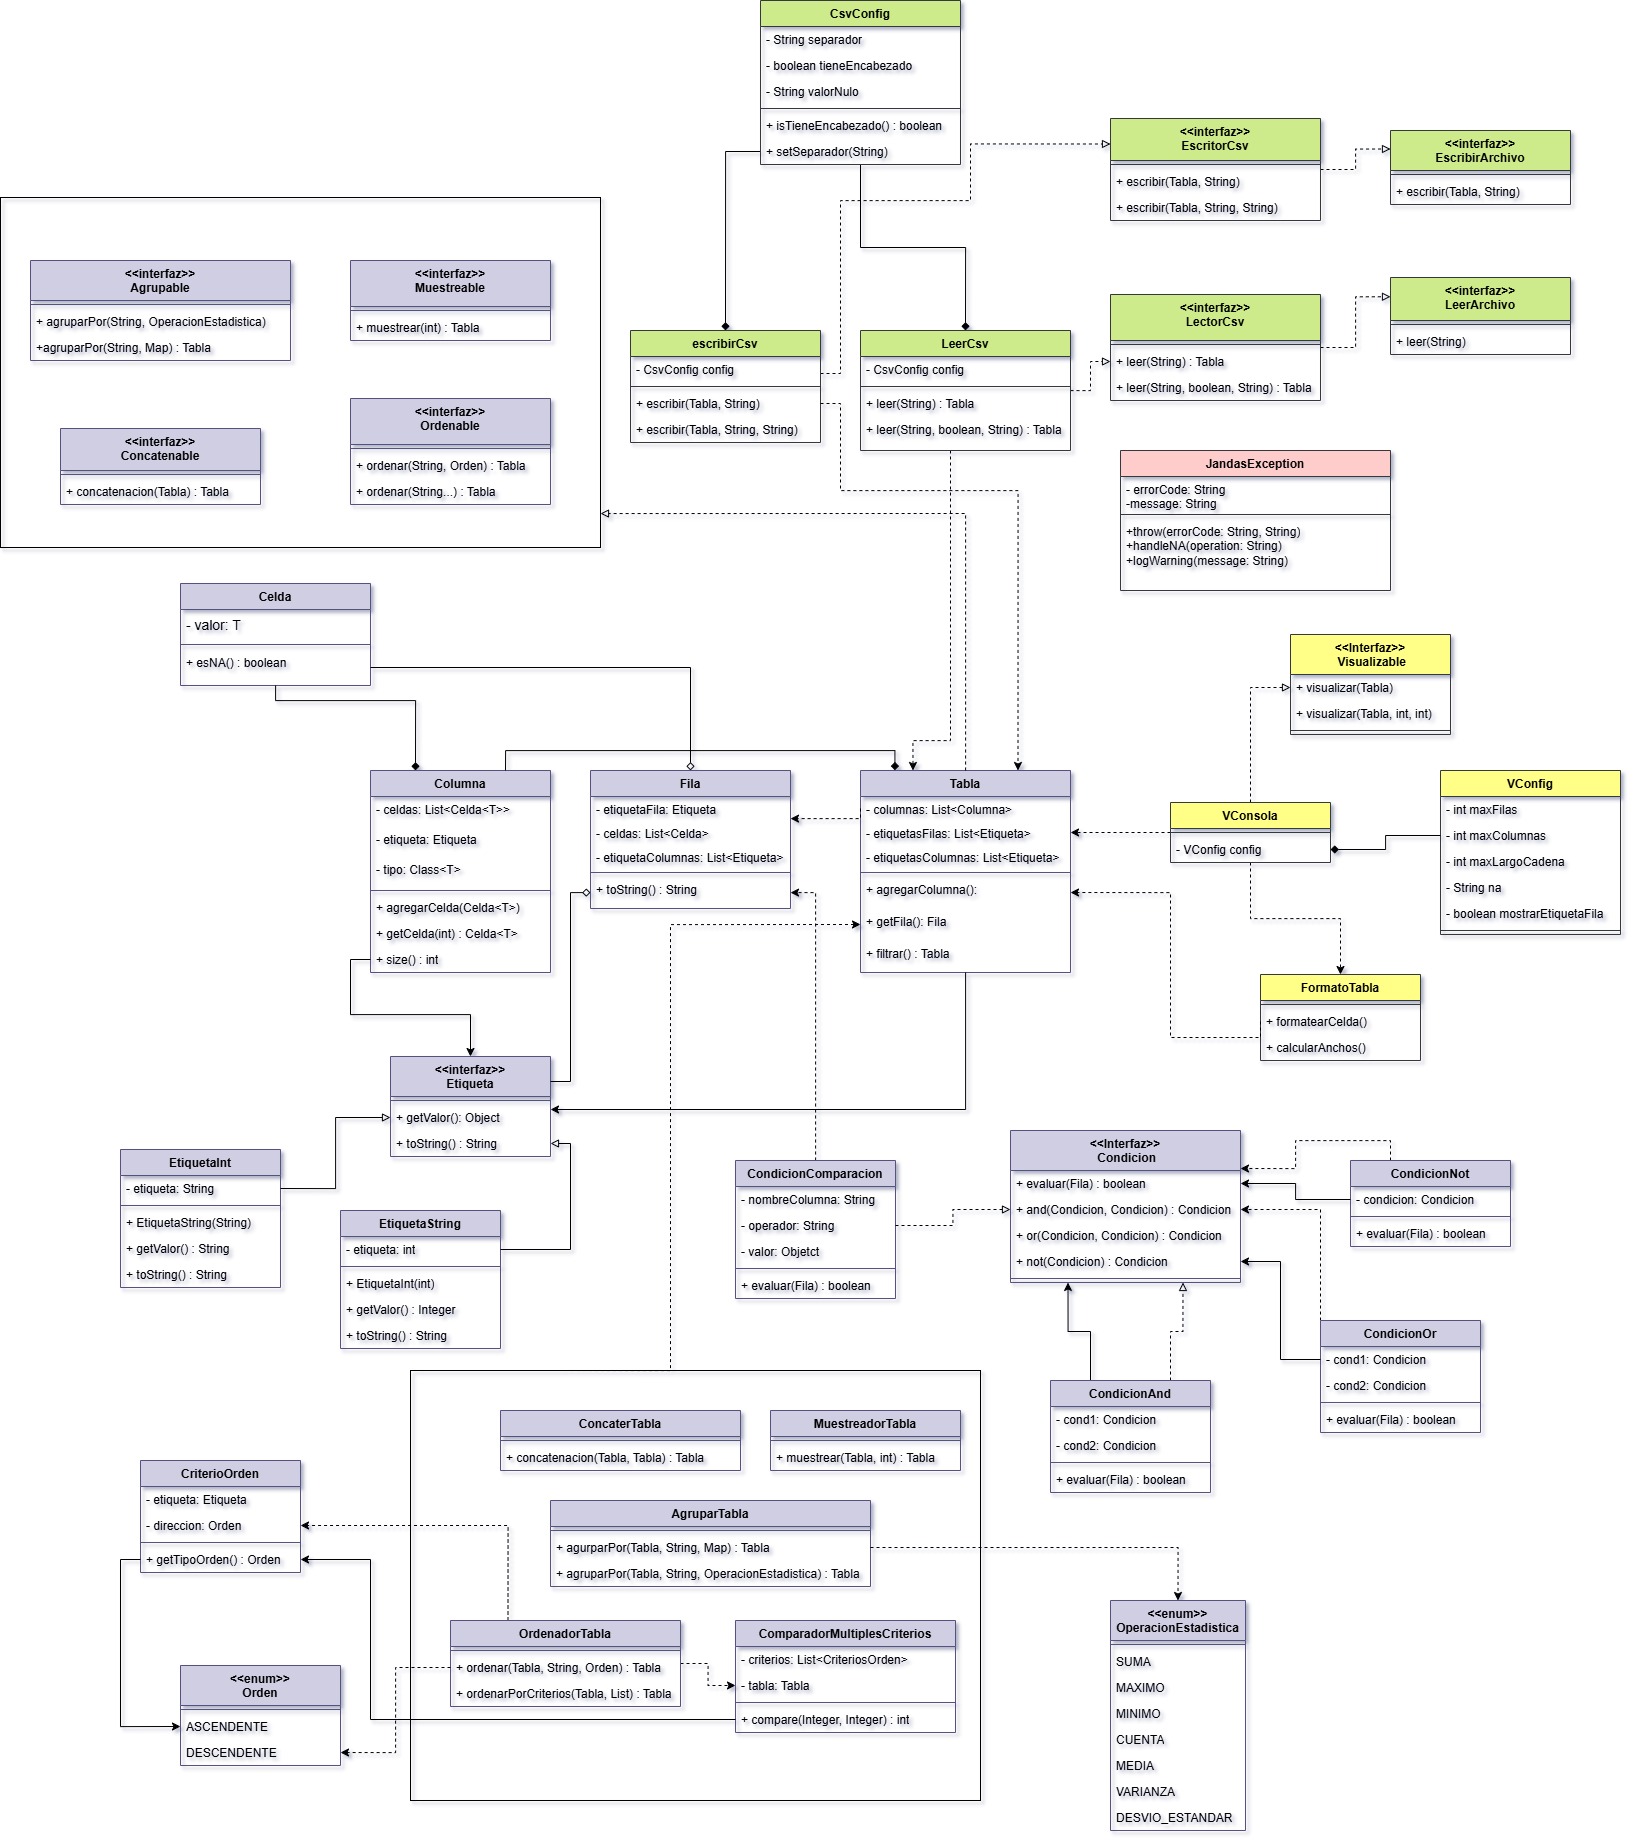 CsvConfig
- String separador
- boolean tieneEncabezado
- String valorNulo
+ isTieneEncabezado() : boolean
+ setSeparador(String)
<<interfaz>>
EscritorCsv
+ escribir(Tabla, String)
+ escribir(Tabla, String, String)
<<interfaz>>
EscribirArchivo
+ escribir(Tabla, String)
<<interfaz>>
Agrupable
+ agruparPor(String, OperacionEstadistica)
+agruparPor(String, Map) : Tabla
<<interfaz>>
Muestreable
+ muestrear(int) : Tabla
<<interfaz>>
Concatenable
+ concatenacion(Tabla) : Tabla
<<interfaz>>
Ordenable
+ ordenar(String, Orden) : Tabla
+ ordenar(String...) : Tabla
escribirCsv
- CsvConfig config
+ escribir(Tabla, String)
+ escribir(Tabla, String, String)
LeerCsv
- CsvConfig config
+ leer(String) : Tabla
+ leer(String, boolean, String) : Tabla
<<interfaz>>
LectorCsv
+ leer(String) : Tabla
+ leer(String, boolean, String) : Tabla
<<interfaz>>
LeerArchivo
+ leer(String)
JandasException
- errorCode: String
-message: String
+throw(errorCode: String, String)
+handleNA(operation: String)
+logWarning(message: String)
Celda
- valor: T
+ esNA() : boolean
<<Interfaz>>
Visualizable
+ visualizar(Tabla)
+ visualizar(Tabla, int, int)
Columna
- celdas: List<Celda<T>>
- etiqueta: Etiqueta
- tipo: Class<T>
+ agregarCelda(Celda<T>)
+ getCelda(int) : Celda<T>
+ size() : int
Fila
- etiquetaFila: Etiqueta
- celdas: List<Celda>
- etiquetaColumnas: List<Etiqueta>
+ toString() : String
Tabla
- columnas: List<Columna>
- etiquetasFilas: List<Etiqueta>
- etiquetasColumnas: List<Etiqueta>
+ agregarColumna():
+ getFila(): Fila
+ filtrar() : Tabla
VConsola
- VConfig config
VConfig
- int maxFilas
- int maxColumnas
- int maxLargoCadena
- String na
- boolean mostrarEtiquetaFila
FormatoTabla
+ formatearCelda()
+ calcularAnchos()
<<interfaz>>
Etiqueta
+ getValor(): Object
+ toString() : String
EtiquetaInt
- etiqueta: String
+ EtiquetaString(String)
+ getValor() : String
+ toString() : String
EtiquetaString
- etiqueta: int
+ EtiquetaInt(int)
+ getValor() : Integer
+ toString() : String
CondicionComparacion
- nombreColumna: String
- operador: String
- valor: Objetct
+ evaluar(Fila) : boolean
<<Interfaz>>
Condicion
+ evaluar(Fila) : boolean
+ and(Condicion, Condicion) : Condicion
+ or(Condicion, Condicion) : Condicion
+ not(Condicion) : Condicion
CondicionNot
- condicion: Condicion
+ evaluar(Fila) : boolean
CondicionOr
- cond1: Condicion
- cond2: Condicion
+ evaluar(Fila) : boolean
CondicionAnd
- cond1: Condicion
- cond2: Condicion
+ evaluar(Fila) : boolean
ConcaterTabla
+ concatenacion(Tabla, Tabla) : Tabla
MuestreadorTabla
+ muestrear(Tabla, int) : Tabla
CriterioOrden
- etiqueta: Etiqueta
- direccion: Orden
+ getTipoOrden() : Orden
AgruparTabla
+ agurparPor(Tabla, String, Map) : Tabla
+ agruparPor(Tabla, String, OperacionEstadistica) : Tabla
OrdenadorTabla
+ ordenar(Tabla, String, Orden) : Tabla
+ ordenarPorCriterios(Tabla, List) : Tabla
ComparadorMultiplesCriterios
- criterios: List<CriteriosOrden>
- tabla: Tabla
+ compare(Integer, Integer) : int
<<enum>>
Orden
ASCENDENTE
DESCENDENTE
<<enum>>
OperacionEstadistica
SUMA
MAXIMO
MINIMO
CUENTA
MEDIA
VARIANZA
DESVIO_ESTANDAR